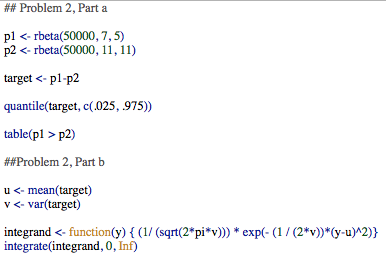 ## Problem 2, Part a
p1 <- rbeta(50000, 7, 5)
p2 <- rbeta(50000, 11, 11)
target <- p1-p2
quantile(target, c(.025, .975))
table(p1 > p2)
##Problem 2, Part b
u <- mean(target)
v <- var(target)
integrand <- function(y) { (1/ (sqrt(2*pi*v))) * exp(- (1 / (2*v))*(y-u)^2)}
integrate(integrand, 0, Inf)